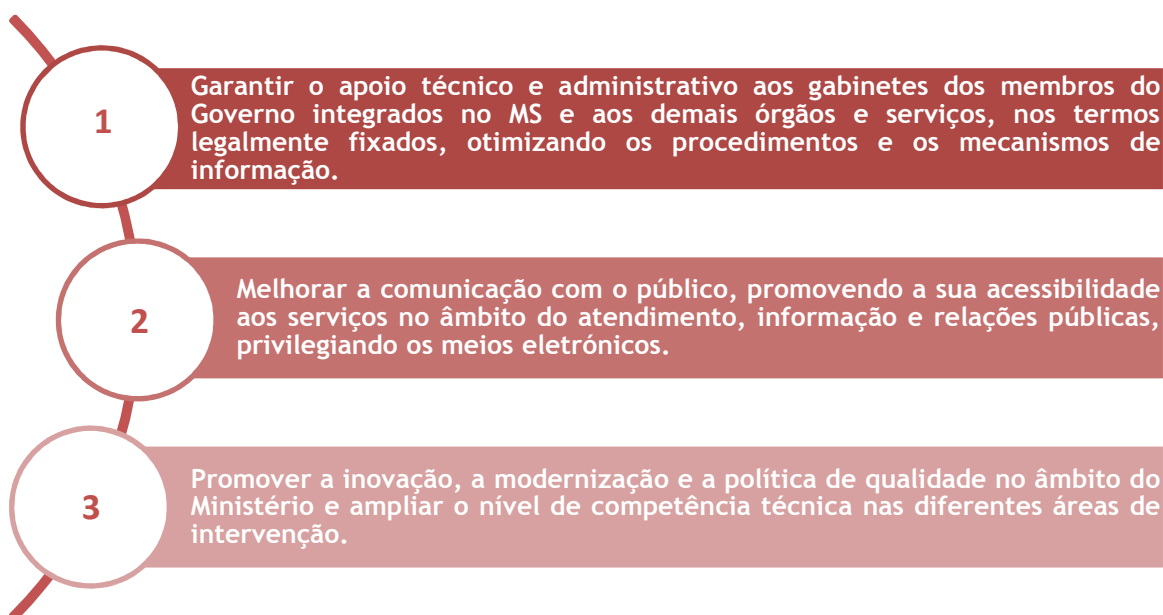 1
Garantir o apoio técnico e administrativo aos gabinetes dos membros do
Governo integrados no MS e aos demais órgãos e serviços, nos termos
legalmente fixados, otimizando os procedimentos e os mecanismos de
informação.
2
Melhorar a comunicação com o público, promovendo a sua acessibilidade
aos serviços no âmbito do atendimento, informação e relações públicas,
privilegiando os meios eletrónicos.
3
Promover a inovação, a modernização e a política de qualidade no âmbito do
Ministério e ampliar o nível de competência técnica nas diferentes áreas de
intervenção.